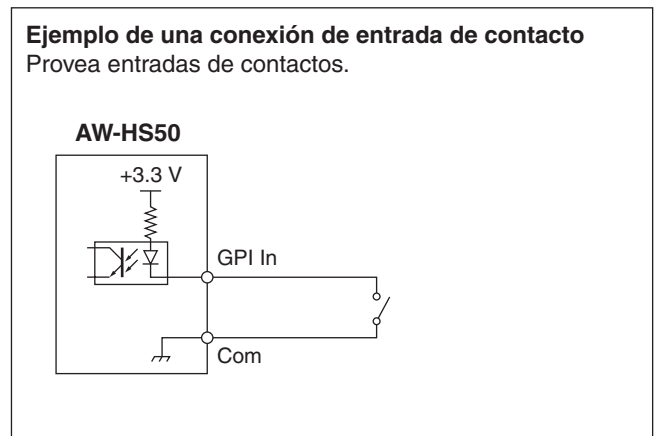 Ejemplo de una conexión de entrada de contacto
Provea entradas de contactos.
AW-HS50
+3.3 V
GPI In
Com